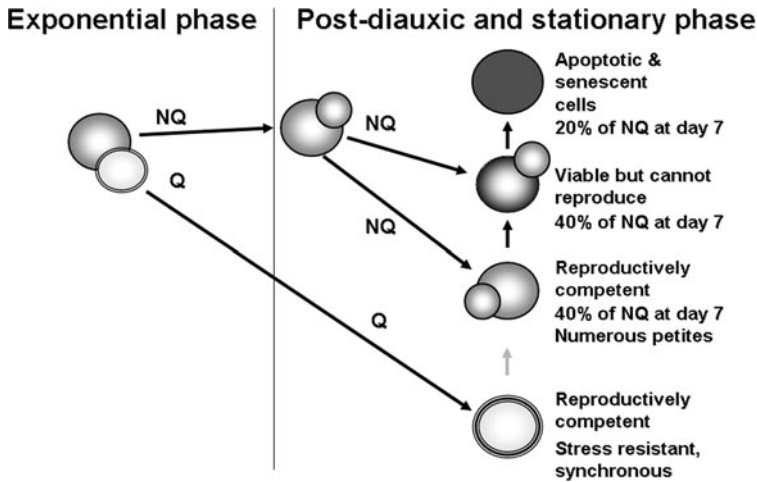 Exponential phase
Post-diauxic and stationary phase
NQ
Q
NQ
NQ
Q
Apoptotic &
senescent
cells
20% of NQ at day 7
Viable but cannot
reproduce
40% of NQ at day 7
Reproductively
competent
40% of NQ at day 7
Numerous petites
Reproductively
competent
Stress resistant,
synchronous